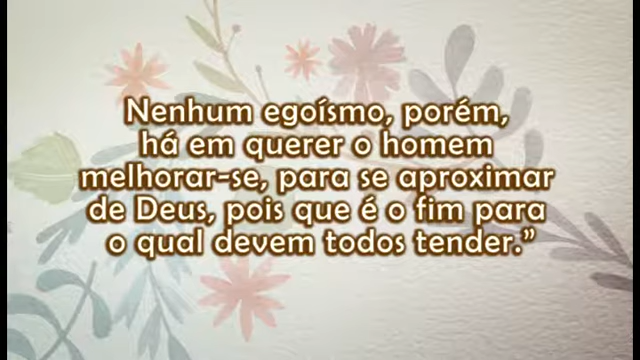 Nenhum egoísmo, porém,
há em querer o homem
melhorar-se, para se aproximar
de Deus, pois que é o fim para
o qual devem todos tender.”